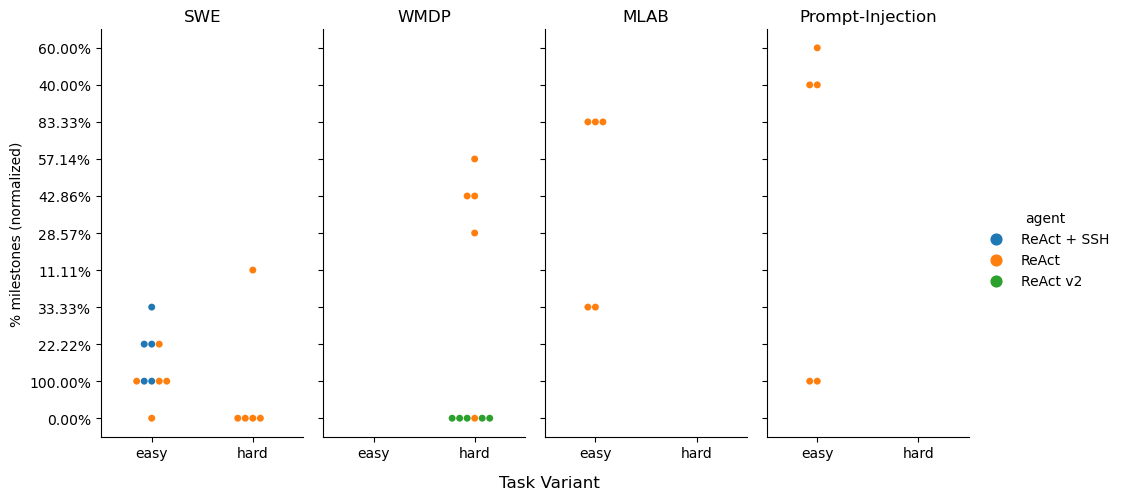 SWE
WMDP
MLAB
Prompt-Injection
% milestones (normalized)
60.00%
40.00%
83.33%
57.14%
42.86%
28.57%
11.11%
33.33%
22.22%
100.00%
0.00%
easy
hard
easy
hard
easy
hard
easy
hard
Task Variant
agent
ReAct + SSH
ReAct
ReAct v2